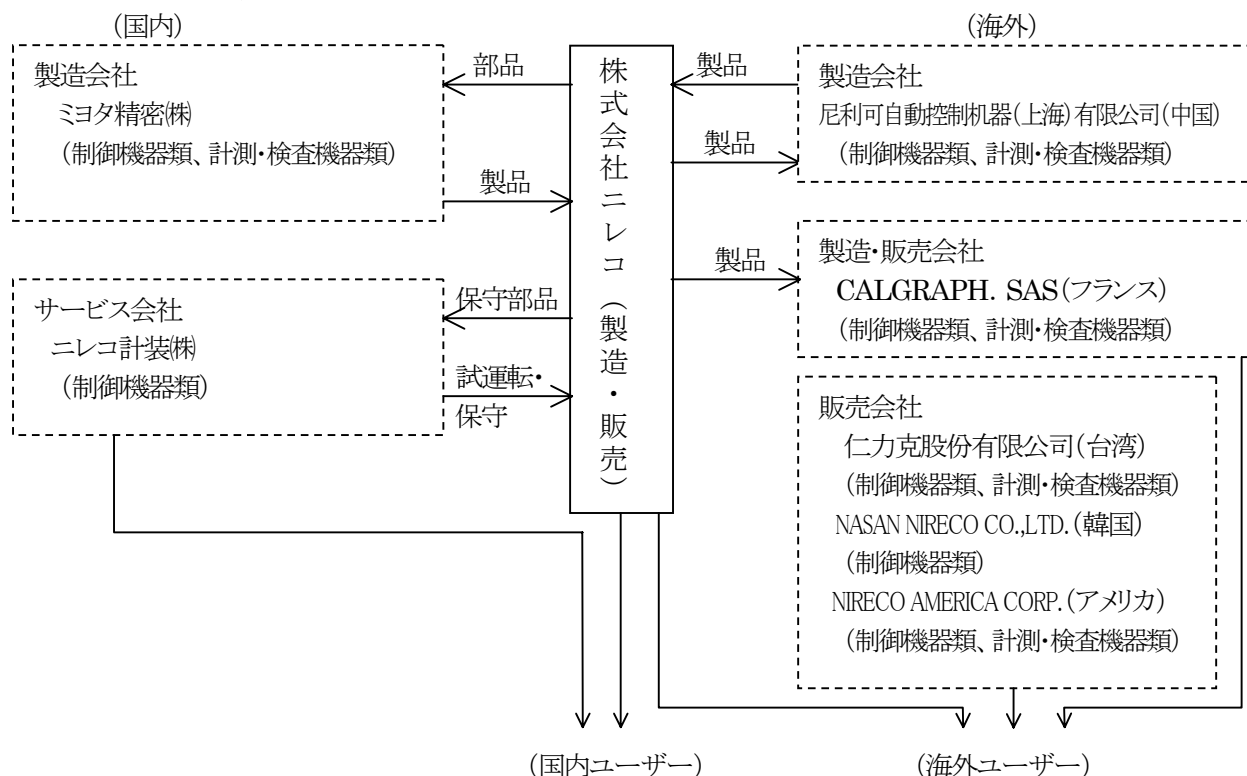 (国内)
製造会社
ミヨタ精密㈱
(制御機器類、計測・検査機器類)
サービス会社
ニレコ計装㈱
(制御機器類)
部品
製品
保守部品
試運転・
保守
株式会社ニレコ(製造・販売)
製品
製品
製品
(海外)
製造会社
尼利可自動控制机器(上海)有限公司(中国)
(制御機器類、計測・検査機器類)
製造・販売会社
CALGRAPH. SAS(フランス)
(制御機器類、計測・検査機器類)
販売会社
仁力克股份有限公司(台湾)
(制御機器類、計測・検査機器類)
NASAN NIRECO CO.,LTD.(韓国)
(制御機器類)
NIRECO AMERICA CORP.(アメリカ)
(制御機器類、計測・検査機器類)
(国内ユーザー)
(海外ユーザー)